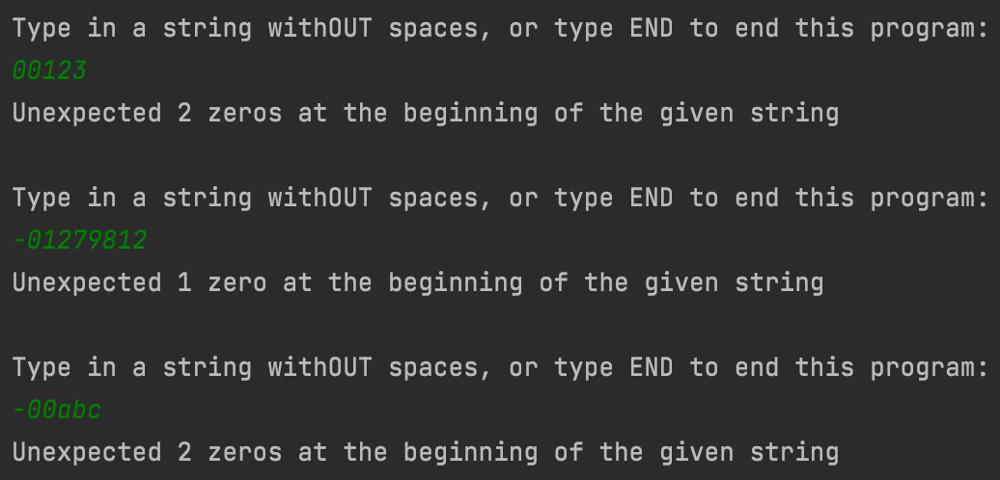 Type in a string withOUT spaces, or type END to end this program:
00123
Unexpected 2 zeros at the beginning of the given string
Type in a string withOUT spaces, or type END to end this program:
-01279812
Unexpected 1 zero at the beginning of the given string
Type in a string withOUT spaces, or type END to end this program:
-00abc
Unexpected 2 zeros at the beginning of the given string